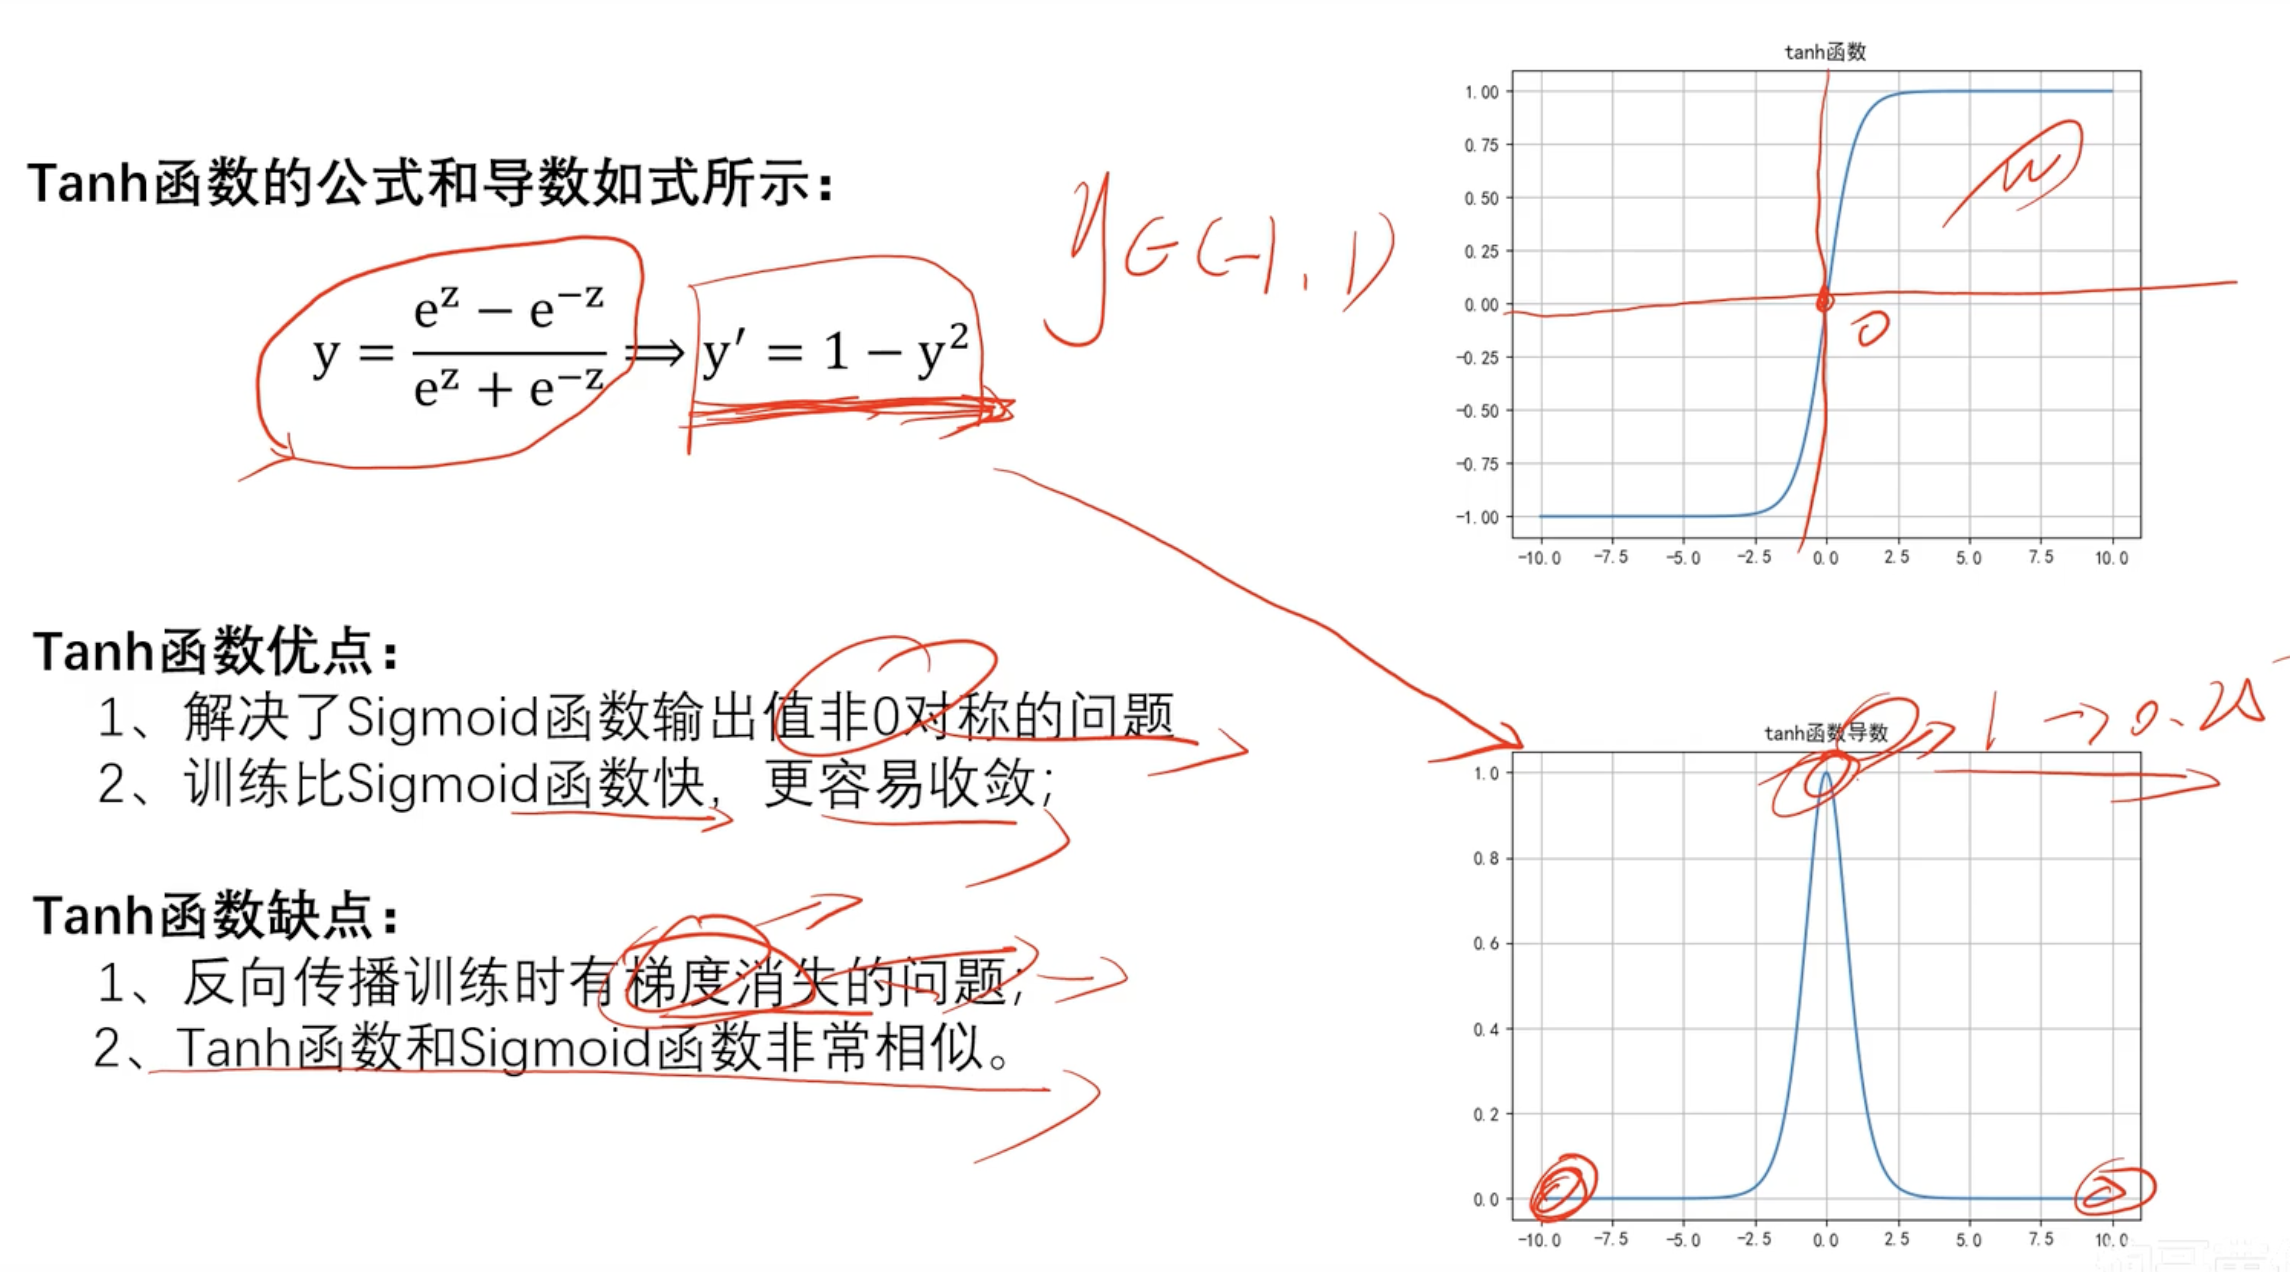 Tanh函数的公式和导数如式所示：
y = (e^z − e^−z) / (e^z + e^−z) ⟹ y′ = 1 − y²
y∈(-1,1)
Tanh函数优点：
1、解决了Sigmoid函数输出值非0对称的问题
2、训练比Sigmoid函数快，更容易收敛；
Tanh函数缺点：
1、反向传播训练时有梯度消失的问题；
2、Tanh函数和Sigmoid函数非常相似。
tanh函数
1.00
0.75
0.50
0.25
0.00
−0.25
−0.50
−0.75
−1.00
−10.0 −7.5 −5.0 −2.5 0.0 2.5 5.0 7.5 10.0
W
0
tanh函数导数
1 → 0.25
1.0
0.8
0.6
0.4
0.2
0.0
−10.0 −7.5 −5.0 −2.5 0.0 2.5 5.0 7.5 10.0